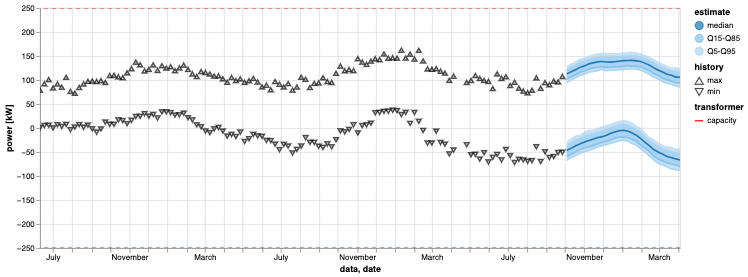 250
200
150
100
50
0
−50
−100
−150
−200
−250
power [kW]
July
November
March
July
November
March
July
November
March
data, date
estimate
median
Q15-Q85
Q5-Q95
history
max
min
transformer
capacity